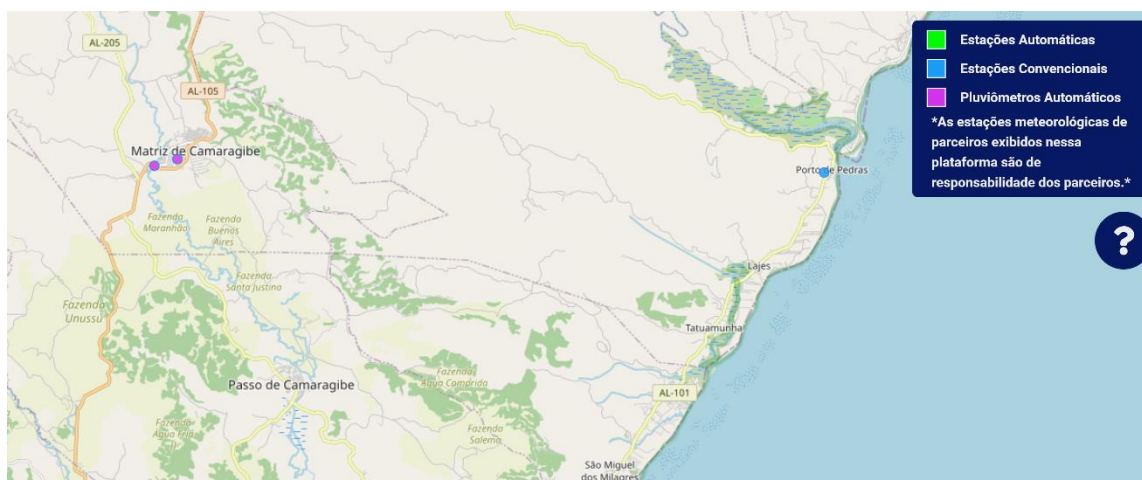 AL-205
AL-105
Matriz de Camaragibe
Fazenda
Maranhão
Fazenda
Buenos
Aires
Fazenda
Santa Justina
Fazenda
Unussú
Passo de Camaragibe
Fazenda
Água Fria
II
Fazenda
Água Comprida
Fazenda
Salema
Porto de Pedras
Lajes
Tatuamunha
AL-101
São Miguel
dos Milagres
Estações Automáticas
Estações Convencionais
Pluviômetros Automáticos
*As estações meteorológicas de
parceiros exibidos nessa
plataforma são de
responsabilidade dos parceiros.*
?